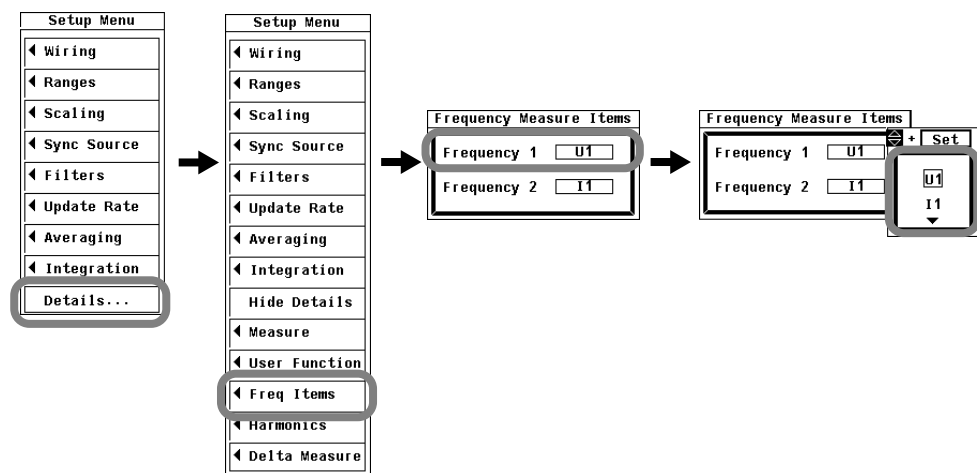 Setup Menu
Wiring
Ranges
Scaling
Sync Source
Filters
Update Rate
Averaging
Integration
Details...
Setup Menu
Wiring
Ranges
Scaling
Sync Source
Filters
Update Rate
Averaging
Integration
Hide Details
Measure
User Function
Freq Items
Harmonics
Delta Measure
Frequency Measure Items
Frequency 1 U1
Frequency 2 I1
Frequency Measure Items
+ Set
Frequency 1 U1
Frequency 2 I1
U1
I1